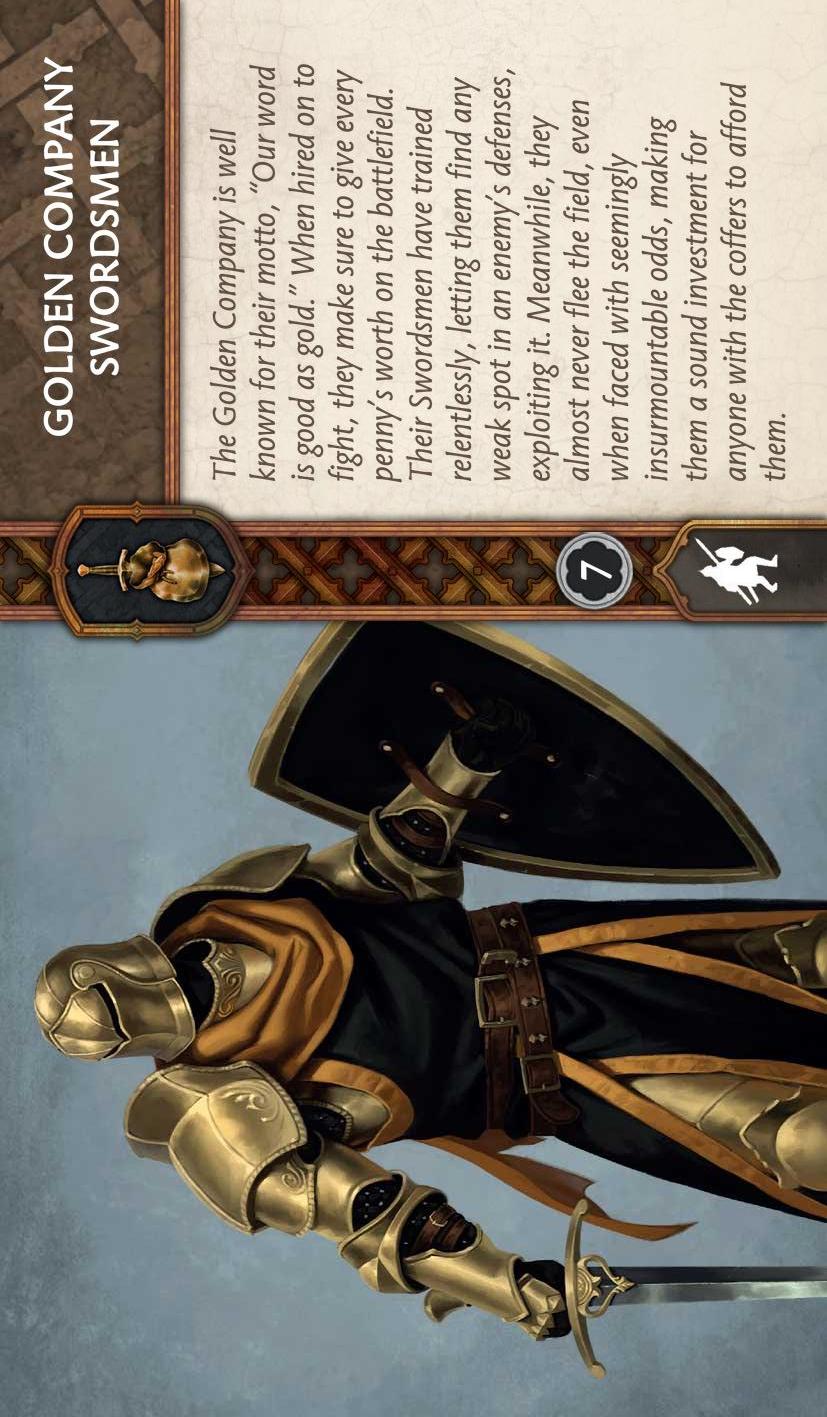 GOLDEN COMPANY
SWORDSMEN
The Golden Company is well
known for their motto, “Our word
is good as gold.” When hired on to
fight, they make sure to give every
penny’s worth on the battlefield.
Their Swordsmen have trained
relentlessly, letting them find any
weak spot in an enemy’s defenses,
exploiting it. Meanwhile, they
almost never flee the field, even
when faced with seemingly
insurmountable odds, making
them a sound investment for
anyone with the coffers to afford
them.
7